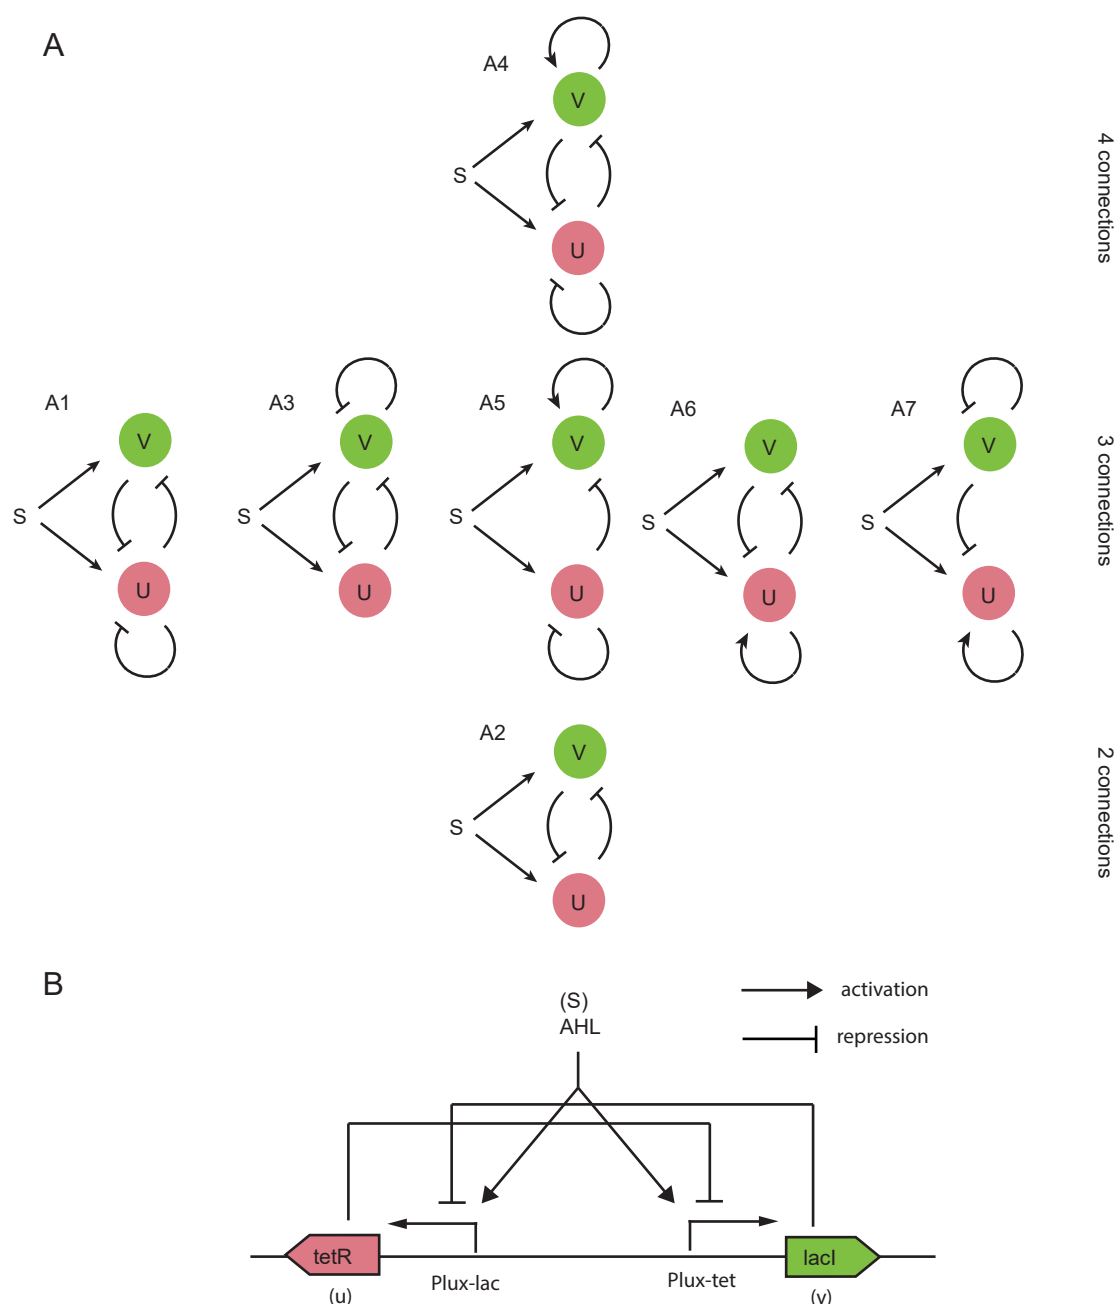 A
A4
V
S
U
4 connections
A1
V
S
U
A3
V
S
U
A5
V
S
U
A6
V
S
U
A7
V
S
U
3 connections
A2
V
S
U
2 connections
B
(S)
AHL
activation
repression
tetR
Plux-lac
Plux-tet
lacI
(u)
(v)